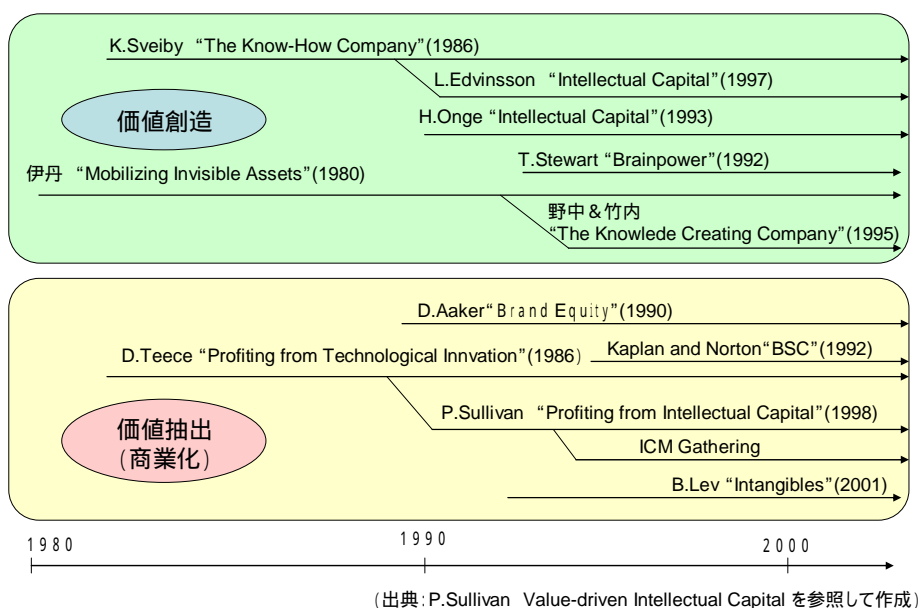 K.Sveiby “The Know-How Company”(1986)
L.Edvinsson “Intellectual Capital”(1997)
価値創造
H.Onge “Intellectual Capital”(1993)
T.Stewart “Brainpower”(1992)
伊丹 “Mobilizing Invisible Assets”(1980)
野中＆竹内
“The Knowlede Creating Company”(1995)
D.Aaker“Brand Equity”(1990)
Kaplan and Norton“BSC”(1992)
D.Teece “Profiting from Technological Innvation”(1986)
P.Sullivan “Profiting from Intellectual Capital”(1998)
価値抽出
(商業化)
ICM Gathering
B.Lev “Intangibles”(2001)
1980 1990 2000
(出典:P.Sullivan Value-driven Intellectual Capital を参照して作成)